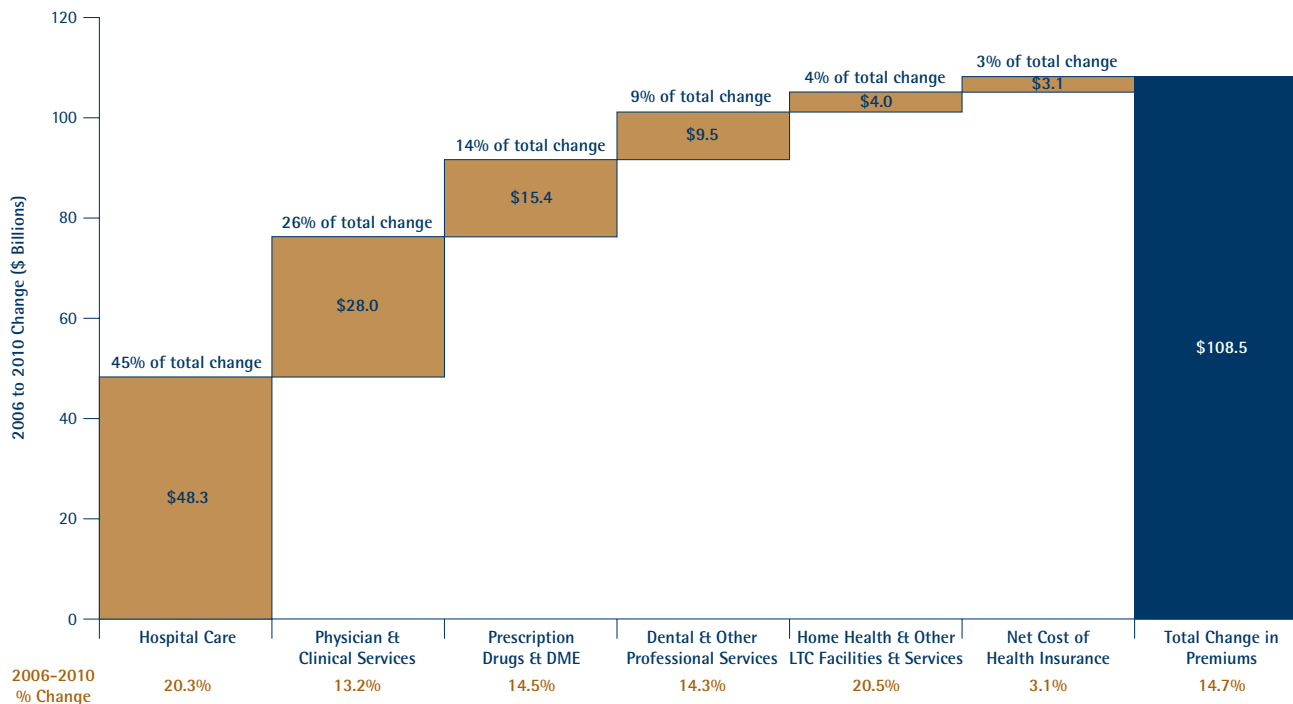 120
100
80
60
40
20
0
2006 to 2010 Change ($ Billions)
45% of total change
$48.3
26% of total change
$28.0
14% of total change
$15.4
9% of total change
$9.5
4% of total change
$4.0
3% of total change
$3.1
$108.5
Hospital Care
Physician &
Clinical Services
Prescription
Drugs & DME
Dental & Other
Professional Services
Home Health & Other
LTC Facilities & Services
Net Cost of
Health Insurance
Total Change in
Premiums
2006-2010
% Change
20.3%
13.2%
14.5%
14.3%
20.5%
3.1%
14.7%